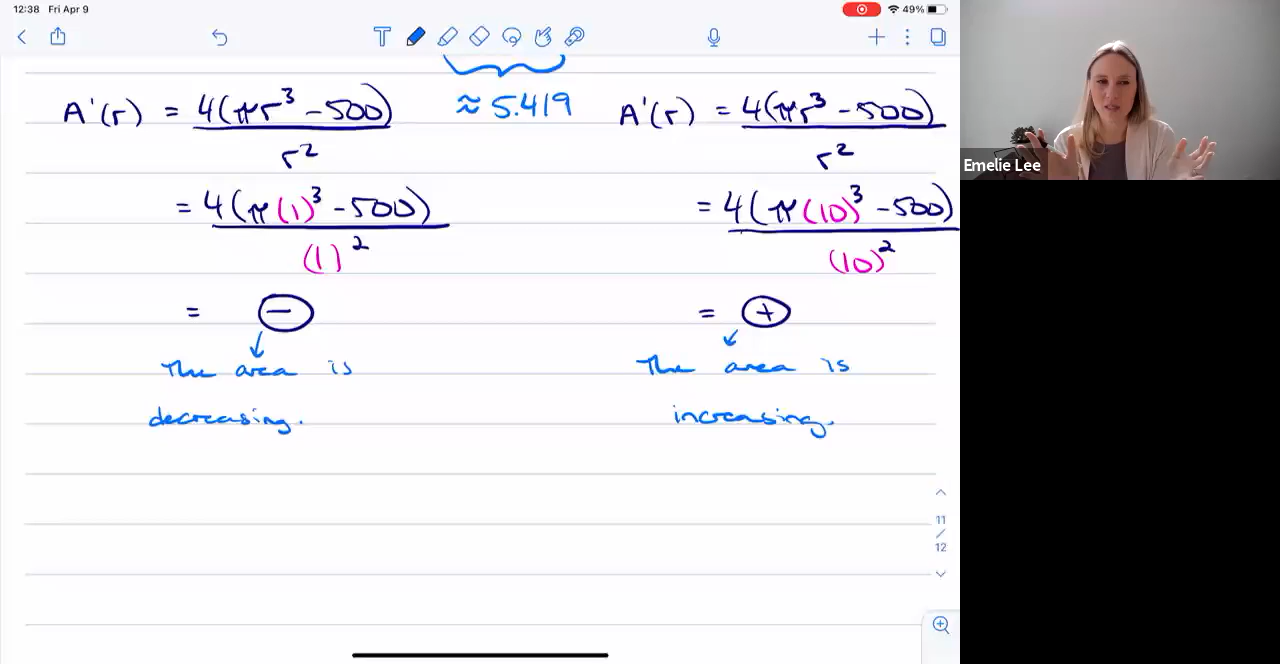 12:38 Fri Apr 9
49%
T
≈ 5.419
A'(r) = 4(πr³ - 500)
r²
= 4(π(1)³ - 500)
(1)²
= −
The area is
decreasing.
A'(r) = 4(πr³ - 500)
r²
= 4(π(10)³ - 500)
(10)²
= +
The area is
increasing.
11
/
12
Emelie Lee